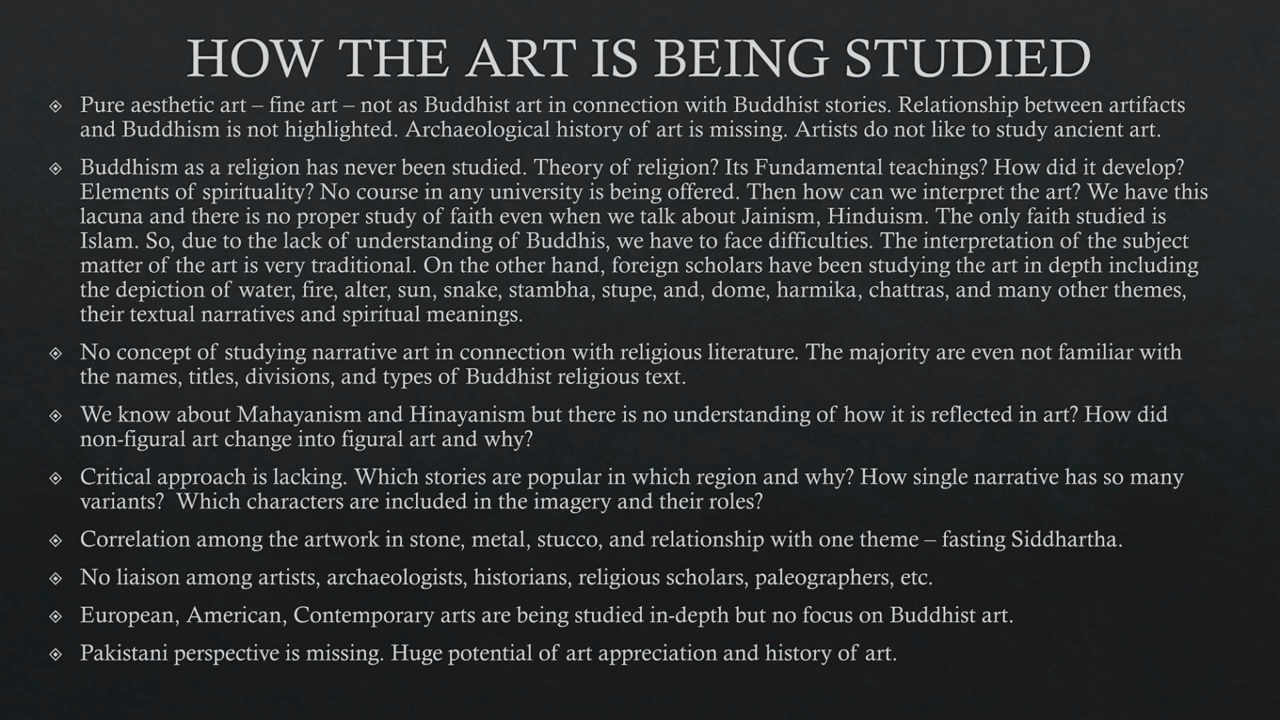 HOW THE ART IS BEING STUDIED
Pure aesthetic art – fine art – not as Buddhist art in connection with Buddhist stories. Relationship between artifacts
and Buddhism is not highlighted. Archaeological history of art is missing. Artists do not like to study ancient art.
Buddhism as a religion has never been studied. Theory of religion? Its Fundamental teachings? How did it develop?
Elements of spirituality? No course in any university is being offered. Then how can we interpret the art? We have this
lacuna and there is no proper study of faith even when we talk about Jainism, Hinduism. The only faith studied is
Islam. So, due to the lack of understanding of Buddhis, we have to face difficulties. The interpretation of the subject
matter of the art is very traditional. On the other hand, foreign scholars have been studying the art in depth including
the depiction of water, fire, alter, sun, snake, stambha, stupe, and, dome, harmika, chattras, and many other themes,
their textual narratives and spiritual meanings.
No concept of studying narrative art in connection with religious literature. The majority are even not familiar with
the names, titles, divisions, and types of Buddhist religious text.
We know about Mahayanism and Hinayanism but there is no understanding of how it is reflected in art? How did
non-figural art change into figural art and why?
Critical approach is lacking. Which stories are popular in which region and why? How single narrative has so many
variants?  Which characters are included in the imagery and their roles?
Correlation among the artwork in stone, metal, stucco, and relationship with one theme – fasting Siddhartha.
No liaison among artists, archaeologists, historians, religious scholars, paleographers, etc.
European, American, Contemporary arts are being studied in-depth but no focus on Buddhist art.
Pakistani perspective is missing. Huge potential of art appreciation and history of art.